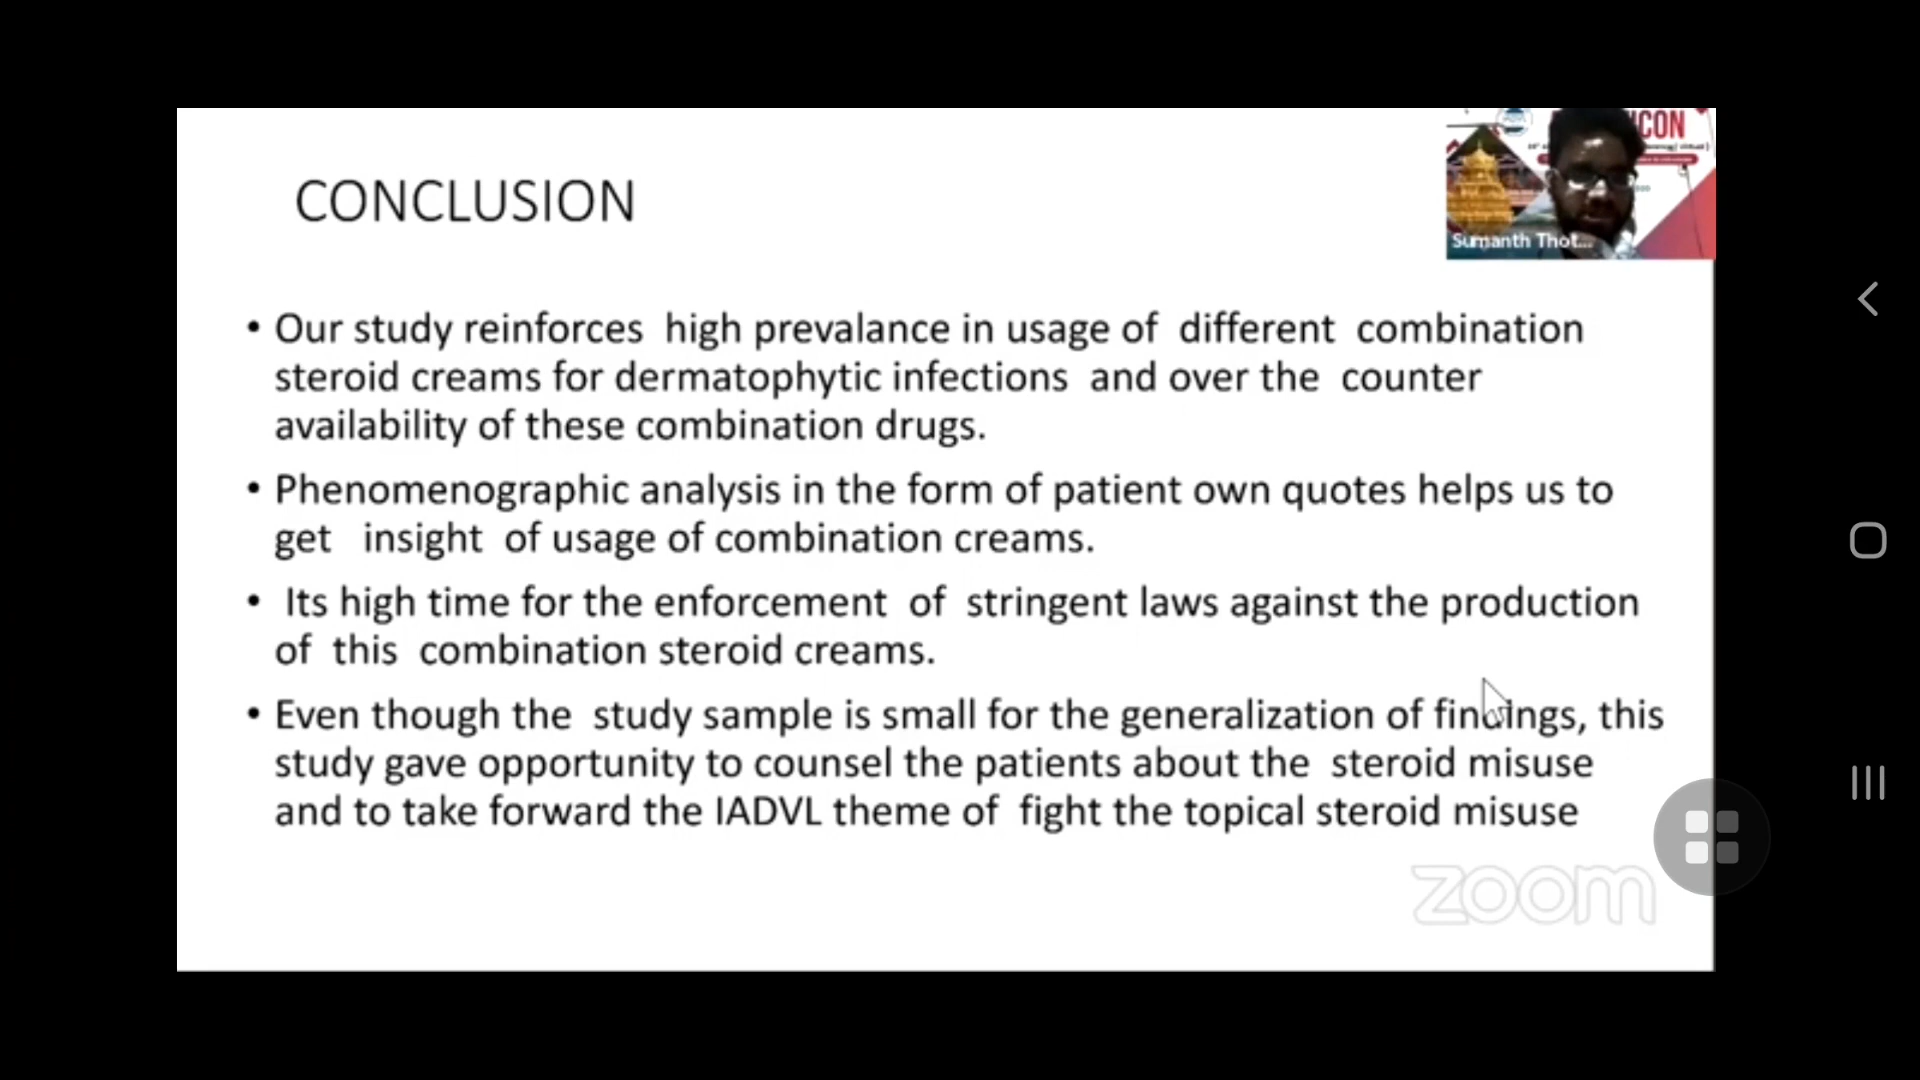 CONCLUSION
CON
Sumanth Thot...
• Our study reinforces high prevalance in usage of different combination
steroid creams for dermatophytic infections and over the counter
availability of these combination drugs.
• Phenomenographic analysis in the form of patient own quotes helps us to
get insight of usage of combination creams.
• Its high time for the enforcement of stringent laws against the production
of this combination steroid creams.
• Even though the study sample is small for the generalization of findings, this
study gave opportunity to counsel the patients about the steroid misuse
and to take forward the IADVL theme of fight the topical steroid misuse
zoom